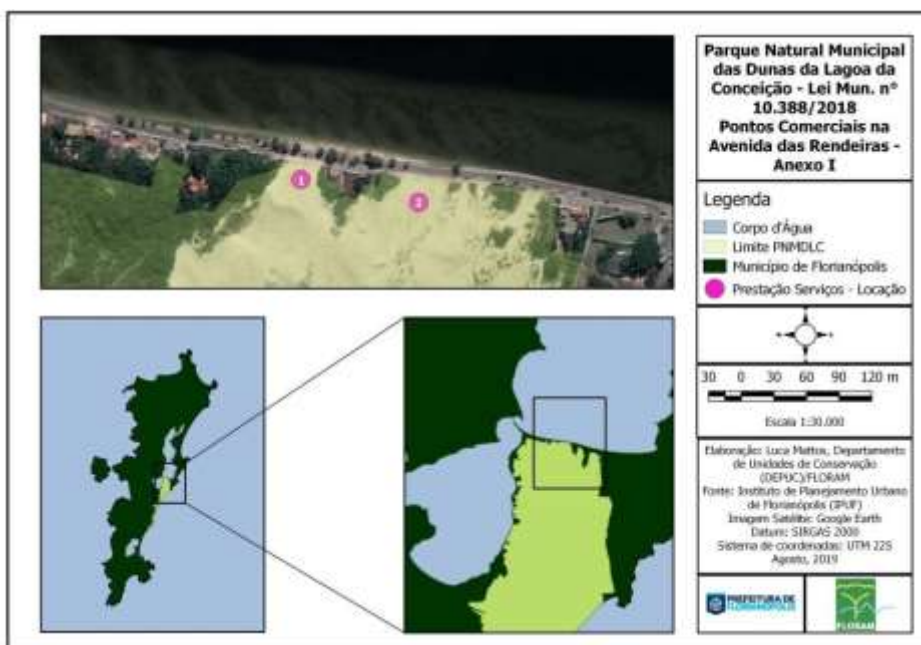 Parque Natural Municipal
das Dunas da Lagoa da
Conceição - Lei Mun. n°
10.388/2018
Pontos Comerciais na
Avenida das Rendeiras -
Anexo I
1
2
Legenda
Corpo d'Água
Limite PNMDLC
Município de Florianópolis
Prestação Serviços - Locação
30 0 30 60 90 120 m
Escala 1:30.000
Elaboração: Luca Mattos, Departamento
de Unidades de Conservação
(DEPUC)/FLORAM
Fonte: Instituto de Planejamento Urbano
de Florianópolis (IPUF)
Imagem Satélite: Google Earth
Datum: SIRGAS 2000
Sistema de coordenadas: UTM 22S
Agosto, 2019
PREFEITURA DE
FLORIANÓPOLIS
FLORAM